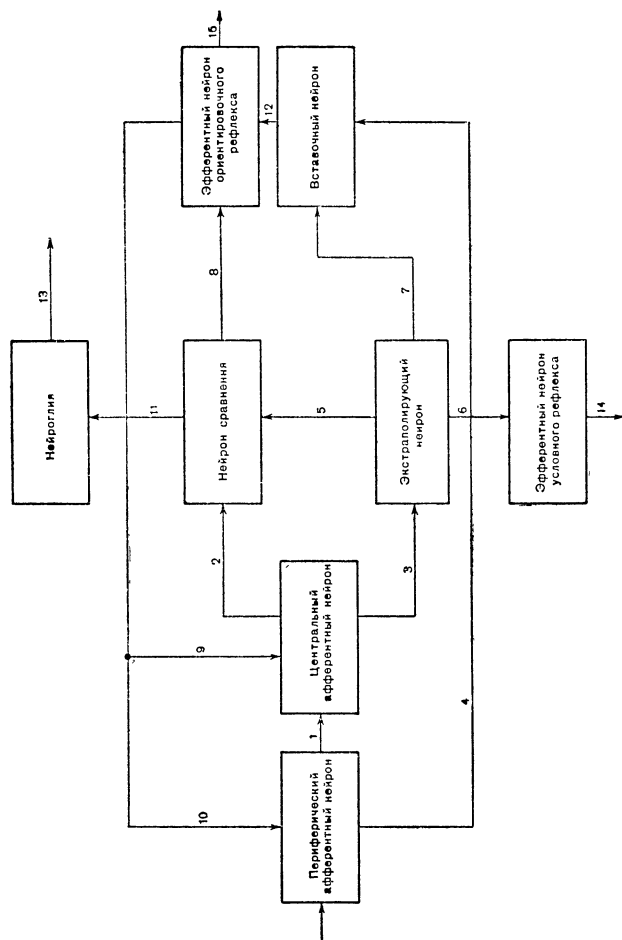 15
Эфферентный нейрон
ориентировочного
рефлекса
12
Вставочный нейрон
13
8
7
Нейроглия
11
Нейрон сравнения
5
Экстраполирующий
нейрон
6
Эфферентный нейрон
условного рефлекса
14
2
3
9
Центральный
афферентный нейрон
4
1
10
Периферический
афферентный нейрон